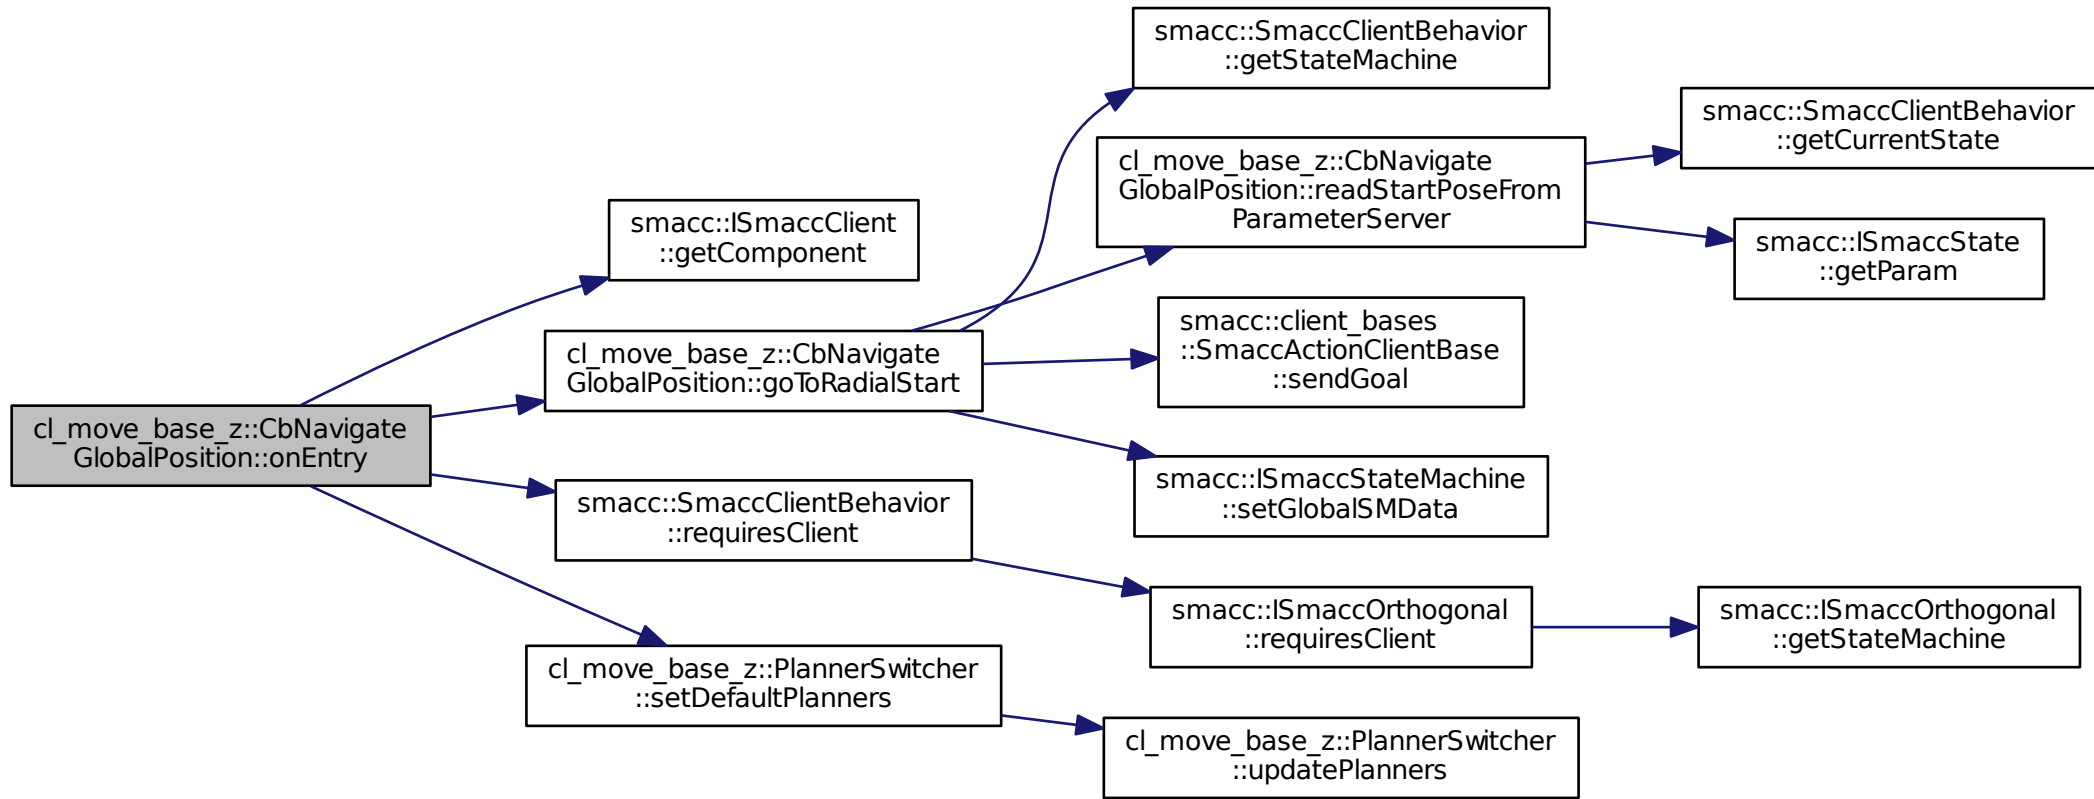 cl_move_base_z::CbNavigate
GlobalPosition::onEntry
smacc::ISmaccClient
::getComponent
cl_move_base_z::CbNavigate
GlobalPosition::goToRadialStart
smacc::SmaccClientBehavior
::requiresClient
cl_move_base_z::PlannerSwitcher
::setDefaultPlanners
smacc::SmaccClientBehavior
::getStateMachine
cl_move_base_z::CbNavigate
GlobalPosition::readStartPoseFrom
ParameterServer
smacc::client_bases
::SmaccActionClientBase
::sendGoal
smacc::ISmaccStateMachine
::setGlobalSMData
smacc::ISmaccOrthogonal
::requiresClient
cl_move_base_z::PlannerSwitcher
::updatePlanners
smacc::SmaccClientBehavior
::getCurrentState
smacc::ISmaccState
::getParam
smacc::ISmaccOrthogonal
::getStateMachine